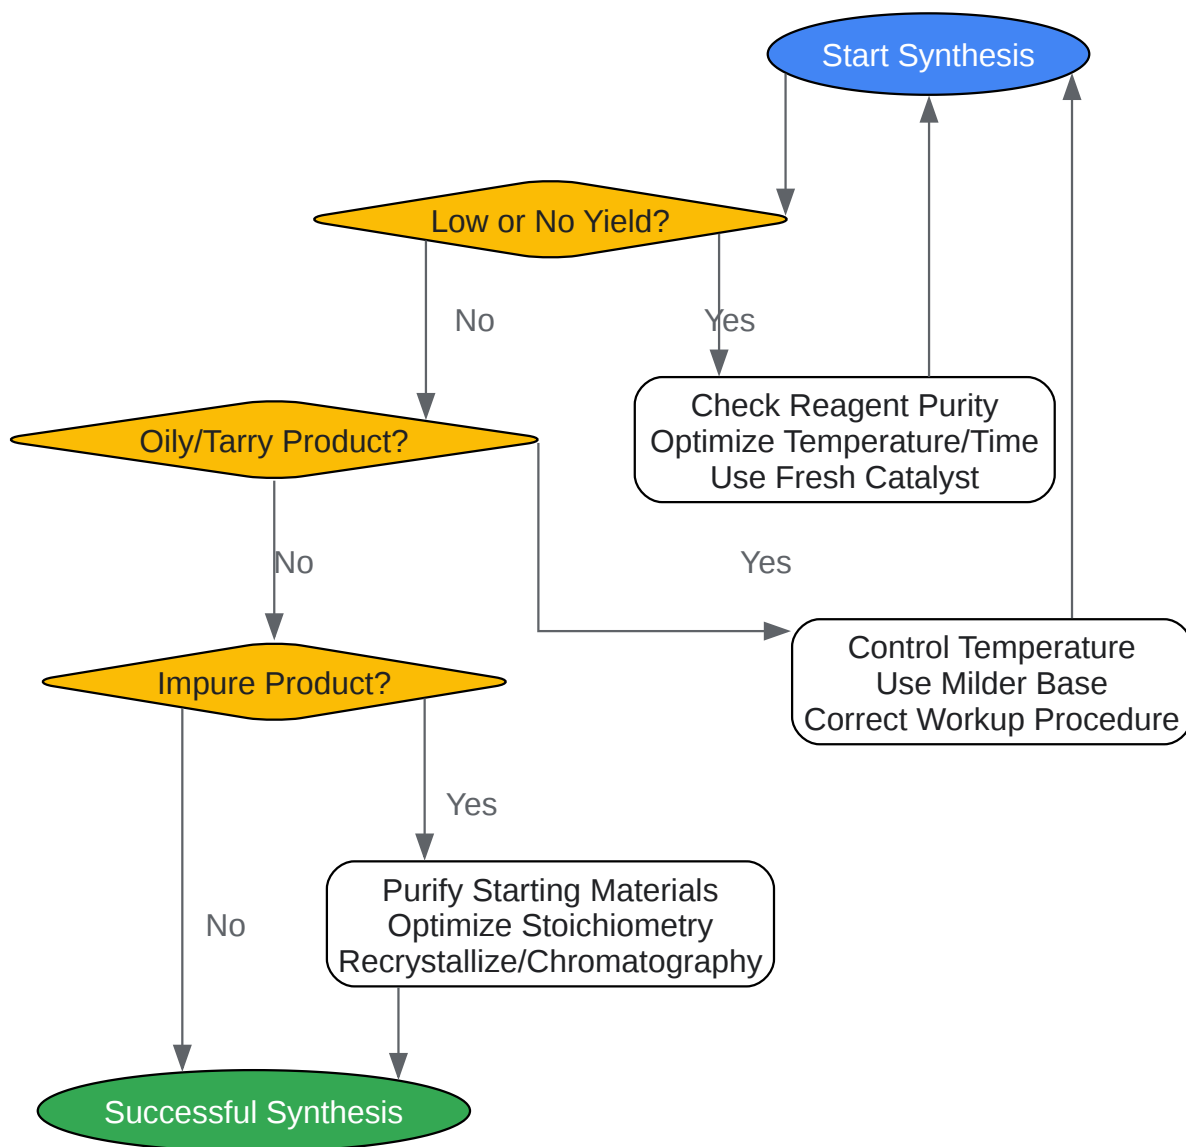 Start Synthesis
Low or No Yield?
No
Yes
Check Reagent Purity
Optimize Temperature/Time
Use Fresh Catalyst
Oily/Tarry Product?
No
Yes
Control Temperature
Use Milder Base
Correct Workup Procedure
Impure Product?
Yes
No
Purify Starting Materials
Optimize Stoichiometry
Recrystallize/Chromatography
Successful Synthesis